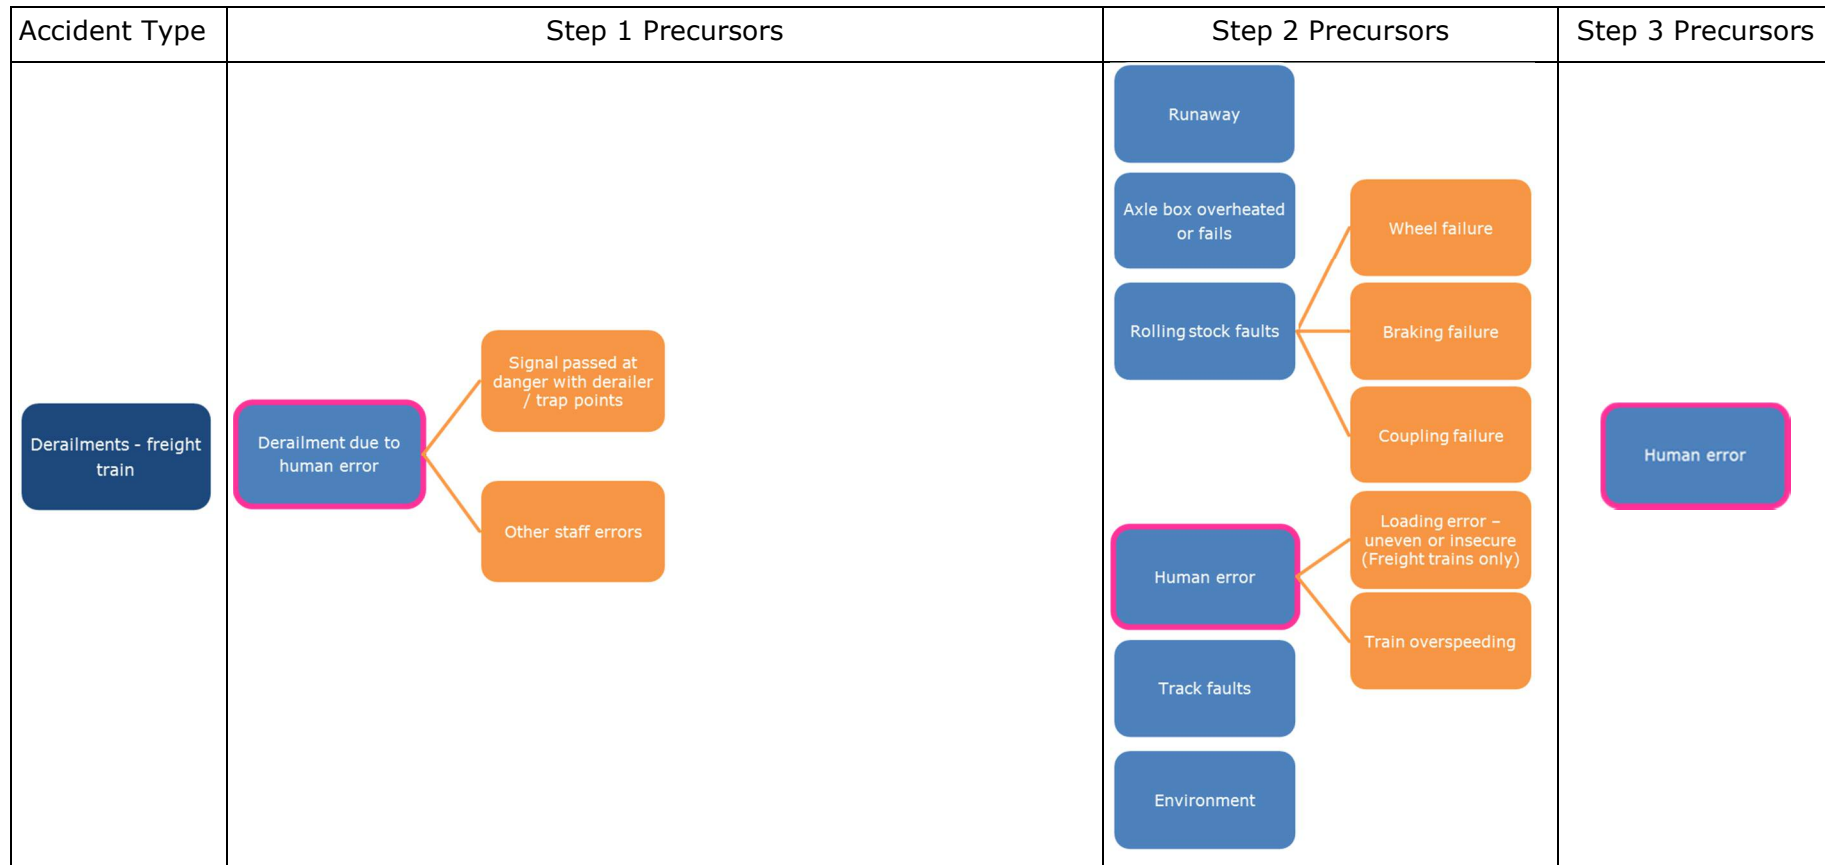 Accident Type
Step 1 Precursors
Step 2 Precursors
Step 3 Precursors
Derailments - freight
train
Derailment due to
human error
Signal passed at
danger with derailer
/ trap points
Other staff errors
Runaway
Axle box overheated
or fails
Rolling stock faults
Wheel failure
Braking failure
Coupling failure
Human error
Loading error –
uneven or insecure
(Freight trains only)
Train overspeeding
Track faults
Environment
Human error